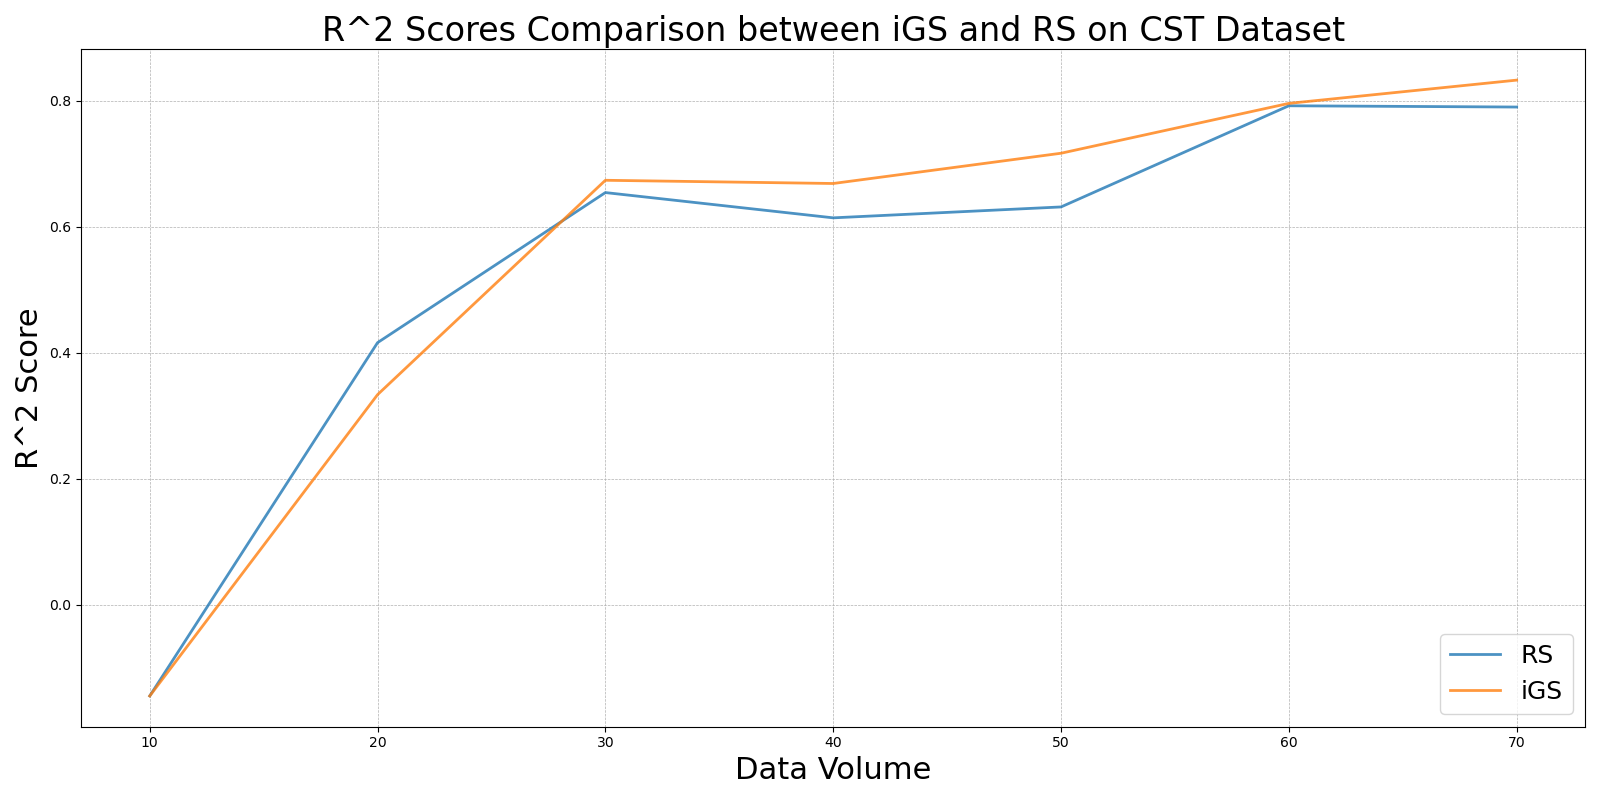 R^2 Scores Comparison between iGS and RS on CST Dataset
R^2 Score
0.8
0.6
0.4
0.2
0.0
10 20 30 40 50 60 70
Data Volume
RS
iGS